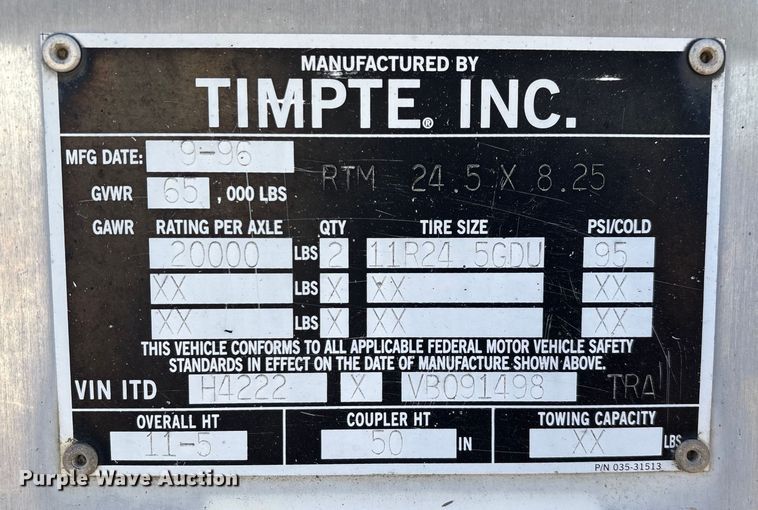 MANUFACTURED BY
TIMPTE® INC.
MFG DATE: 9-96
RTM 24.5 X 8.25
GVWR 65 ,000 LBS
GAWR RATING PER AXLE QTY TIRE SIZE PSI/COLD
20000 LBS 2 11R24.5GDU 95
XX LBS X XX XX
XX LBS X XX XX
THIS VEHICLE CONFORMS TO ALL APPLICABLE FEDERAL MOTOR VEHICLE SAFETY
STANDARDS IN EFFECT ON THE DATE OF MANUFACTURE SHOWN ABOVE.
VIN ITD H4222 X VB091498 TRA
OVERALL HT COUPLER HT TOWING CAPACITY
11-5 50 IN XX LBS
P/N 035-31513
Purple Wave Auction